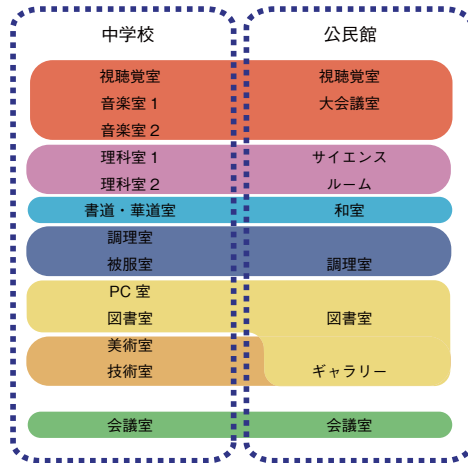 中学校
公民館
視聴覚室
音楽室 1
音楽室 2
視聴覚室
大会議室
理科室 1
理科室 2
サイエンス
ルーム
書道・華道室
和室
調理室
被服室
調理室
PC 室
図書室
図書室
美術室
技術室
ギャラリー
会議室
会議室